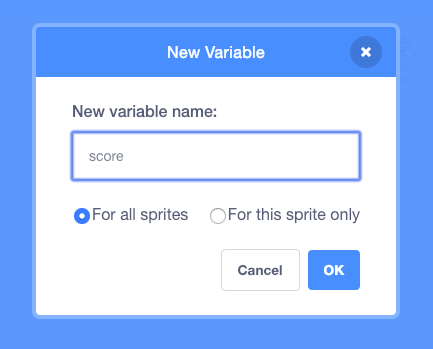 New Variable
New variable name:
score
For all sprites For this sprite only
Cancel OK